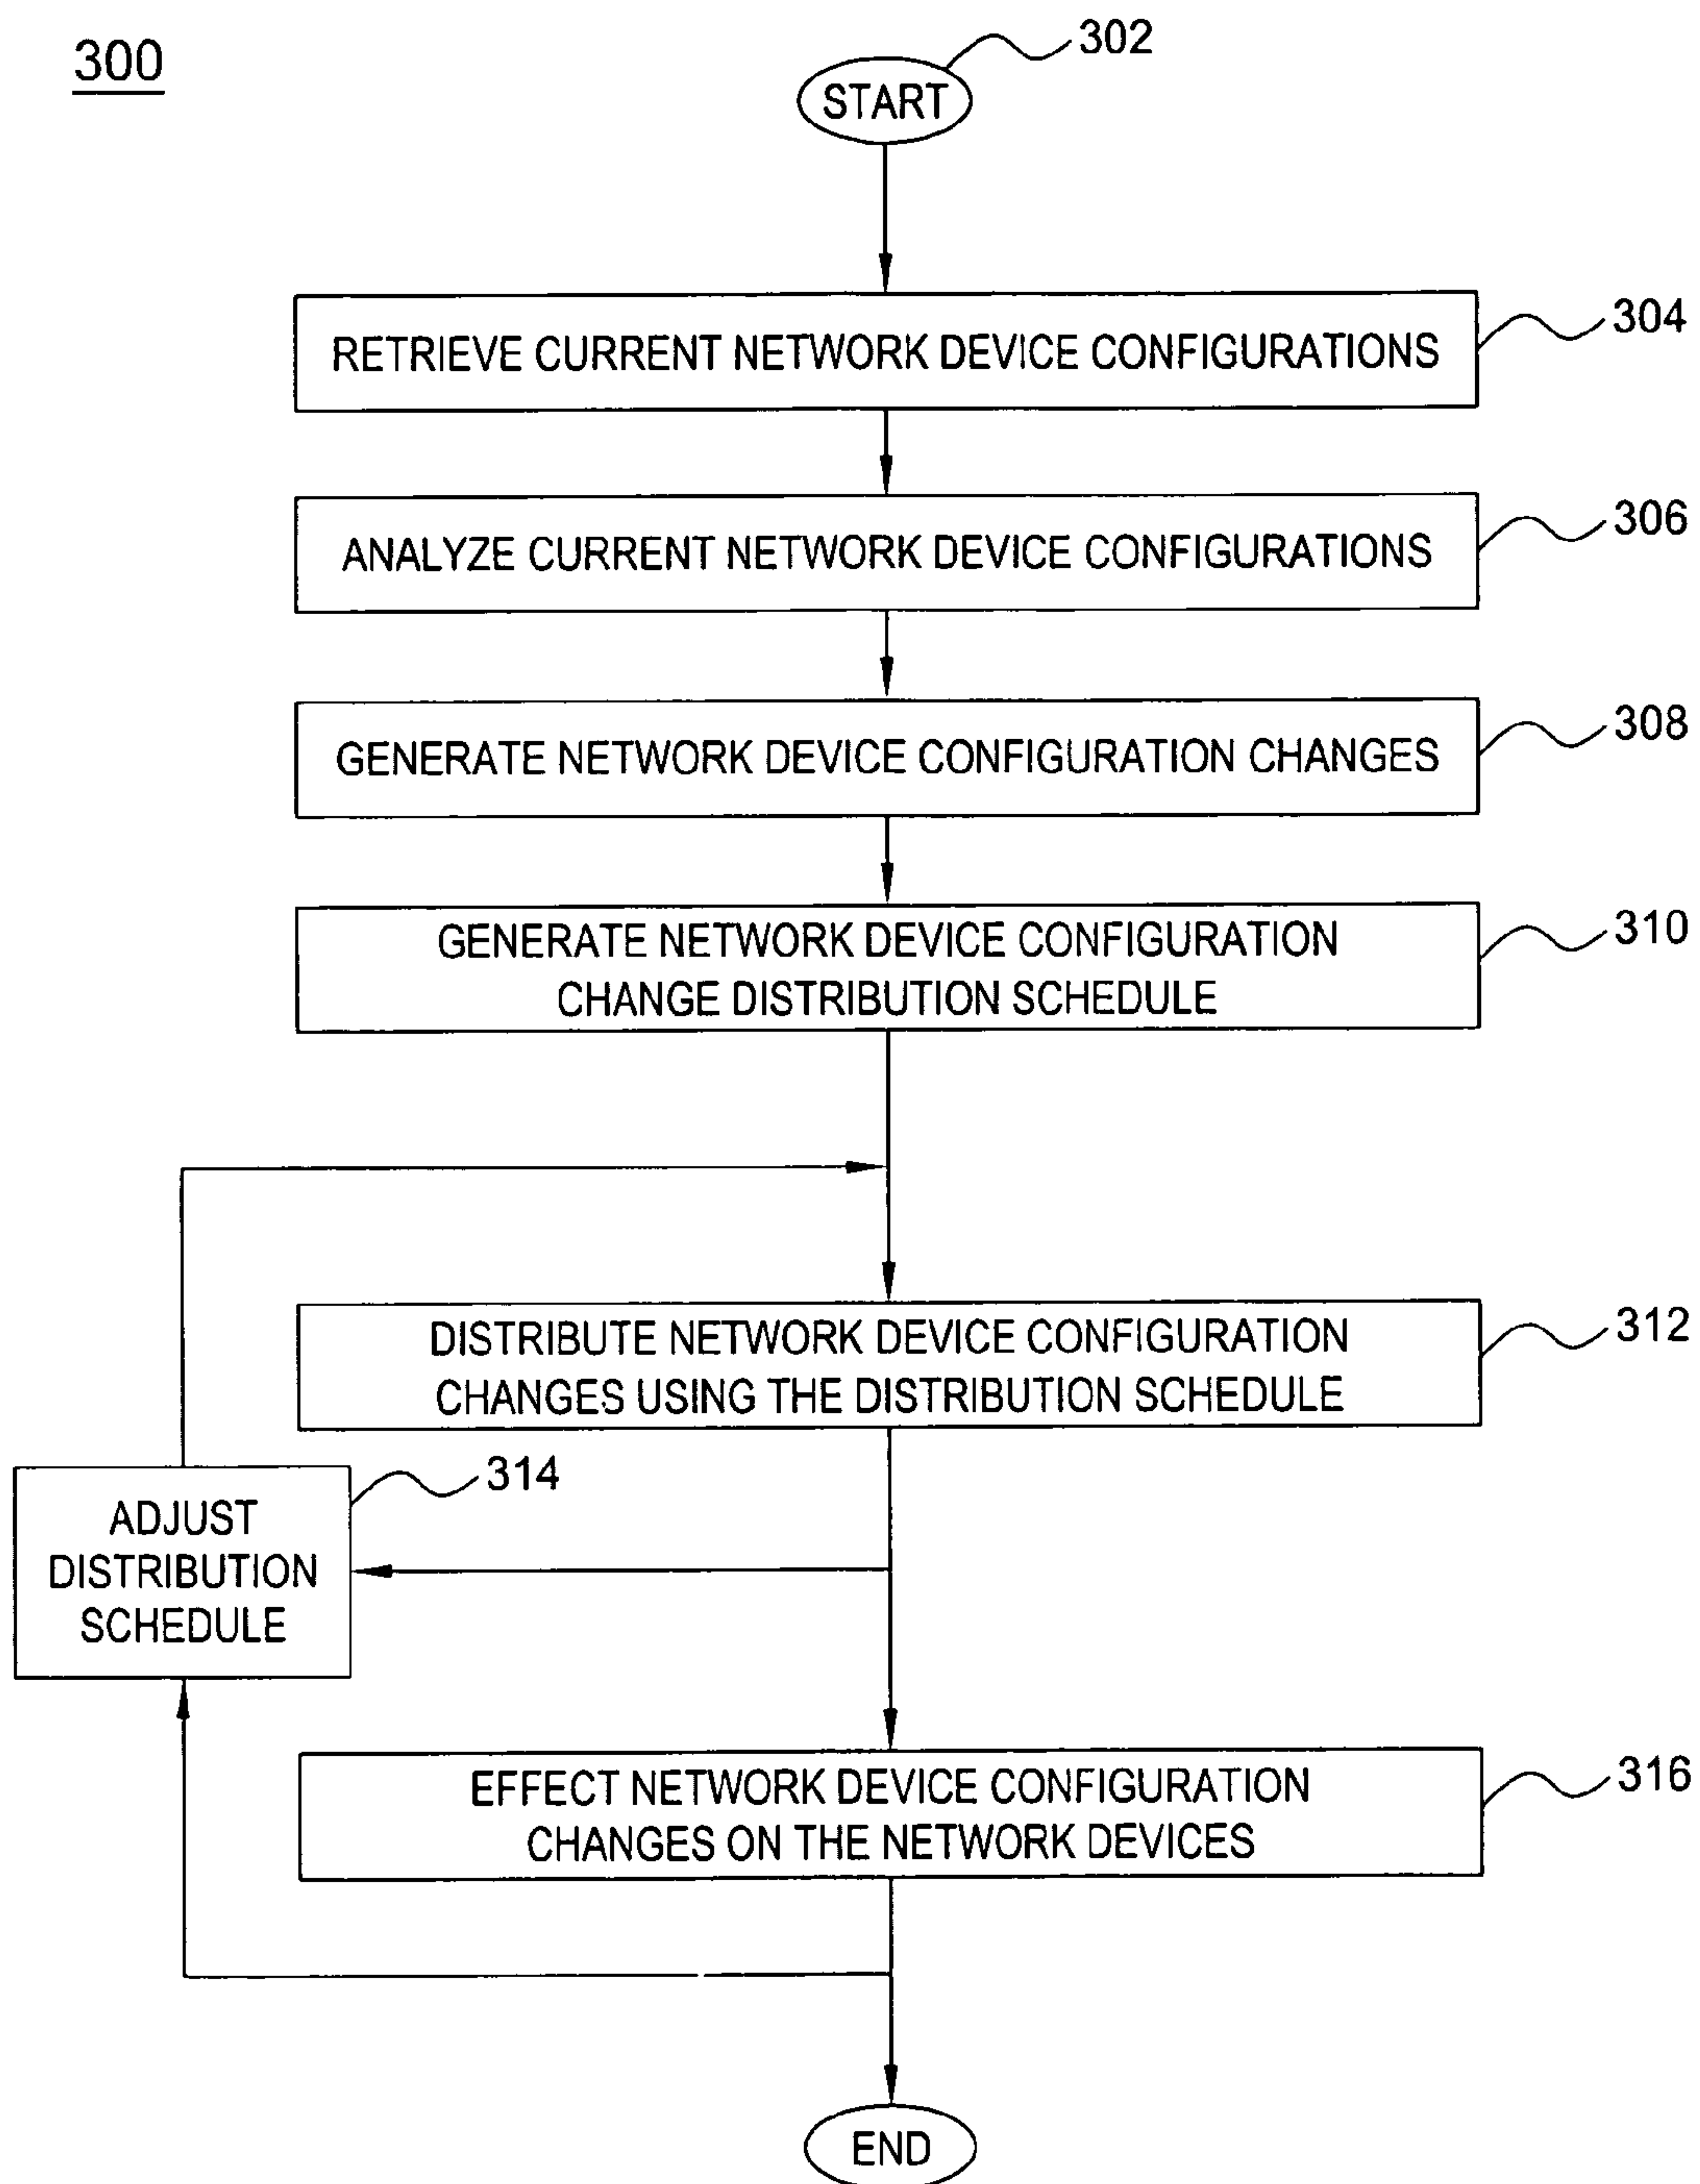 300
302
START
304
RETRIEVE CURRENT NETWORK DEVICE CONFIGURATIONS
306
ANALYZE CURRENT NETWORK DEVICE CONFIGURATIONS
308
GENERATE NETWORK DEVICE CONFIGURATION CHANGES
310
GENERATE NETWORK DEVICE CONFIGURATION
CHANGE DISTRIBUTION SCHEDULE
312
DISTRIBUTE NETWORK DEVICE CONFIGURATION
CHANGES USING THE DISTRIBUTION SCHEDULE
314
ADJUST
DISTRIBUTION
SCHEDULE
316
EFFECT NETWORK DEVICE CONFIGURATION
CHANGES ON THE NETWORK DEVICES
END